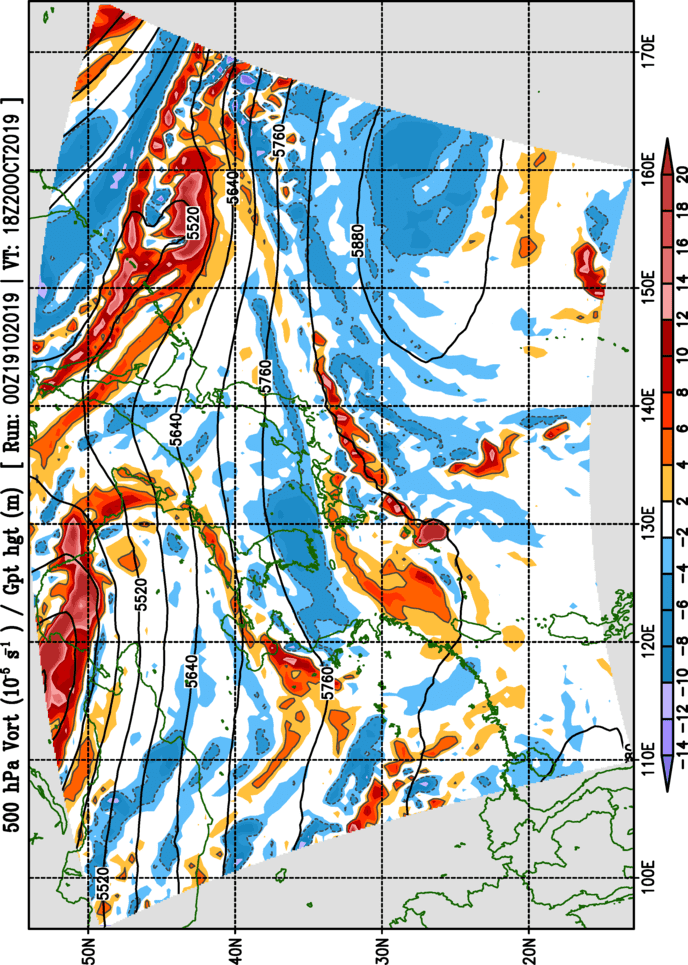 500 hPa Vort (10⁻⁵ s⁻¹) / Gpt hgt (m) [ Run: 00Z19102019 | VT: 18Z20OCT2019 ]
50N
5520
5520
5640
5640
5520
5640
40N
5760
5760
5760
5880
30N
20N
100E 110E 120E 130E 140E 150E 160E 170E
−14 −12 −10 −8 −6 −4 −2 2 4 6 8 10 12 14 16 18 20